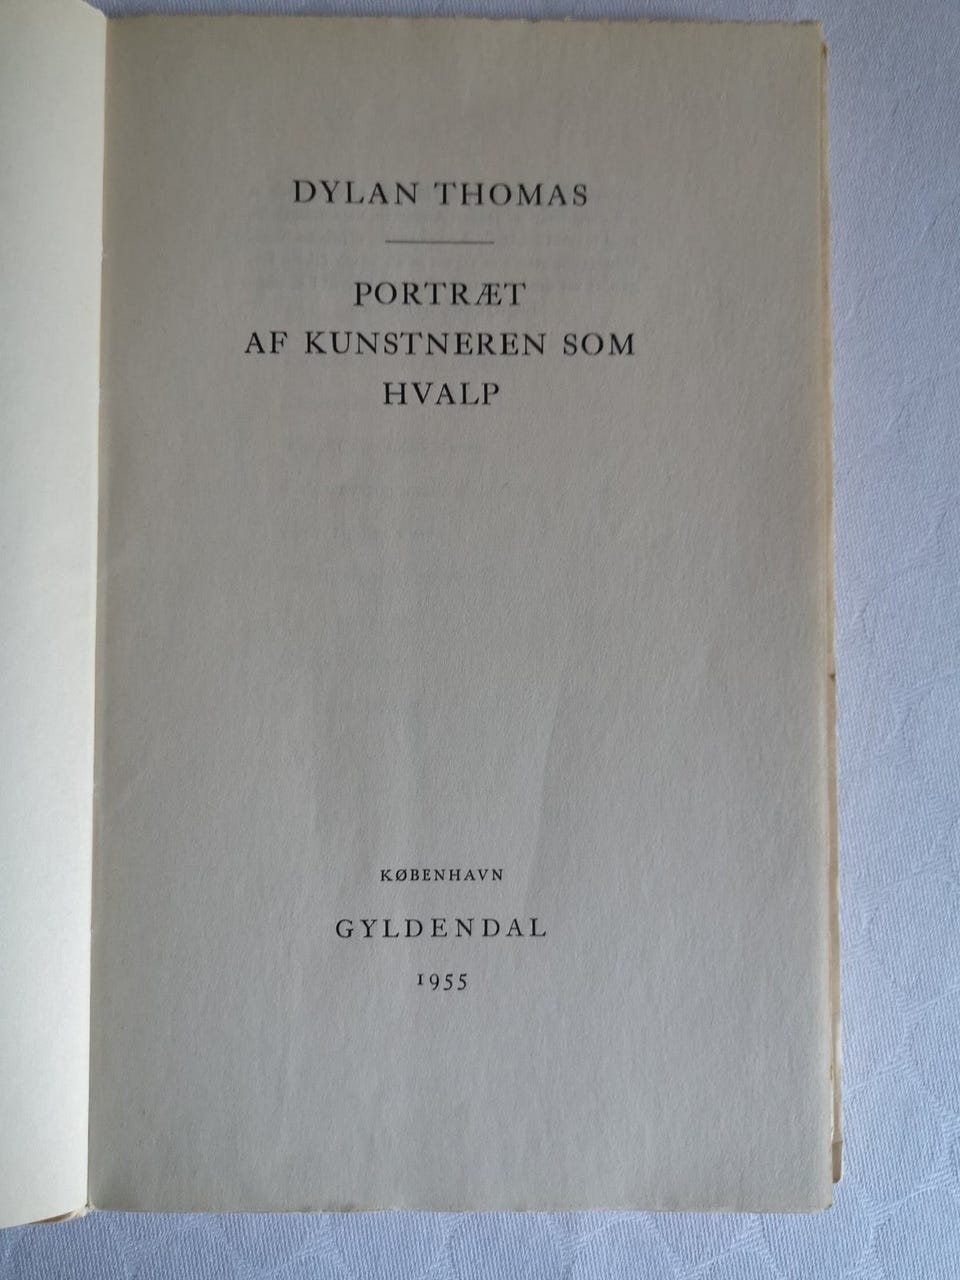 DYLAN THOMAS
PORTRÆT
AF KUNSTNEREN SOM
HVALP
KØBENHAVN
GYLDENDAL
1955